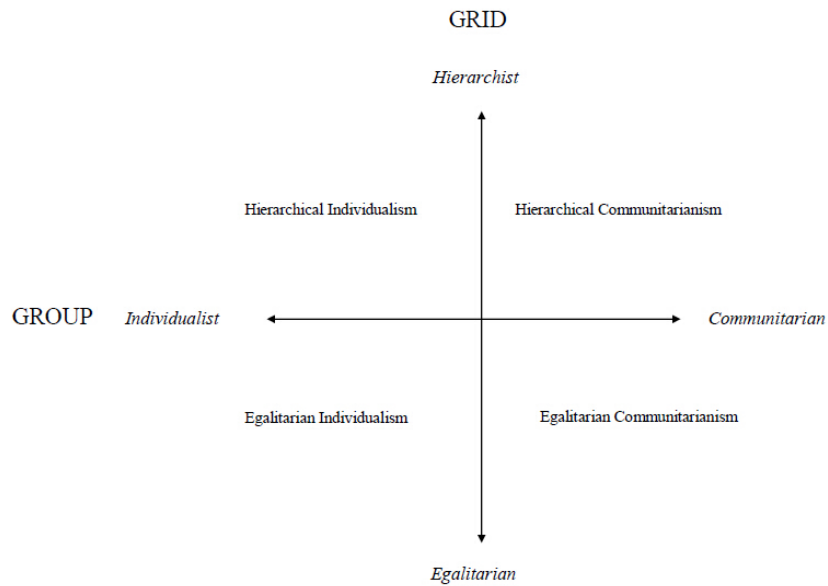 GRID
Hierarchist
Hierarchical Individualism
Hierarchical Communitarianism
GROUP
Individualist
Communitarian
Egalitarian Individualism
Egalitarian Communitarianism
Egalitarian